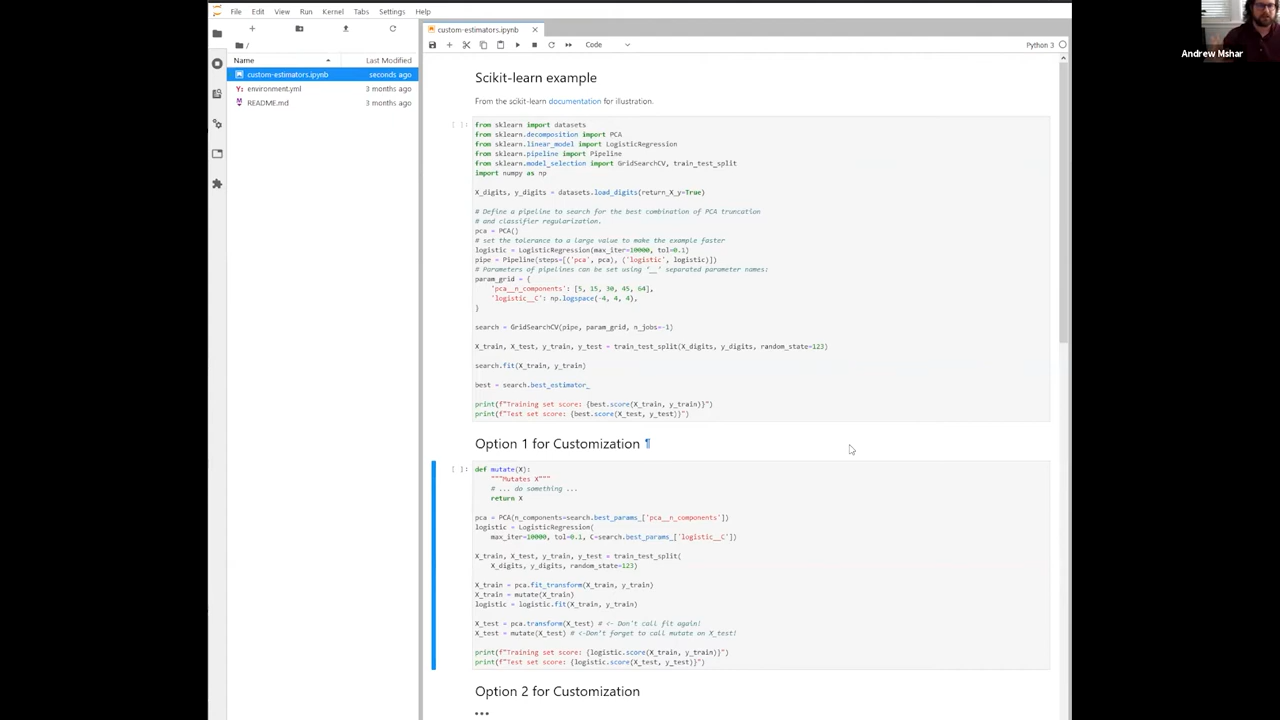 File Edit View Run Kernel Tabs Settings Help
Andrew Mshar
custom-estimators.ipynb
Code
Python 3
/
Name Last Modified
custom-estimators.ipynb seconds ago
environment.yml 3 months ago
README.md 3 months ago
Scikit-learn example
From the scikit-learn documentation for illustration.
[ ]:
from sklearn import datasets
from sklearn.decomposition import PCA
from sklearn.linear_model import LogisticRegression
from sklearn.pipeline import Pipeline
from sklearn.model_selection import GridSearchCV, train_test_split
import numpy as np
X_digits, y_digits = datasets.load_digits(return_X_y=True)
# Define a pipeline to search for the best combination of PCA truncation
# and classifier regularization.
pca = PCA()
# set the tolerance to a large value to make the example faster
logistic = LogisticRegression(max_iter=10000, tol=0.1)
pipe = Pipeline(steps=[('pca', pca), ('logistic', logistic)])
# Parameters of pipelines can be set using '__' separated parameter names:
param_grid = {
'pca__n_components': [5, 15, 30, 45, 64],
'logistic__C': np.logspace(-4, 4, 4),
}
search = GridSearchCV(pipe, param_grid, n_jobs=-1)
X_train, X_test, y_train, y_test = train_test_split(X_digits, y_digits, random_state=123)
search.fit(X_train, y_train)
best = search.best_estimator_
print(f"Training set score: {best.score(X_train, y_train)}")
print(f"Test set score: {best.score(X_test, y_test)}")
Option 1 for Customization ¶
[ ]:
def mutate(X):
"""Mutates X"""
# ... do something ...
return X
pca = PCA(n_components=search.best_params_['pca__n_components'])
logistic = LogisticRegression(
max_iter=10000, tol=0.1, C=search.best_params_['logistic__C'])
X_train, X_test, y_train, y_test = train_test_split(
X_digits, y_digits, random_state=123)
X_train = pca.fit_transform(X_train, y_train)
X_train = mutate(X_train)
logistic = logistic.fit(X_train, y_train)
X_test = pca.transform(X_test) # <- Don't call fit again!
X_test = mutate(X_test) # <-Don't forget to call mutate on X_test!
print(f"Training set score: {logistic.score(X_train, y_train)}")
print(f"Test set score: {logistic.score(X_test, y_test)}")
Option 2 for Customization